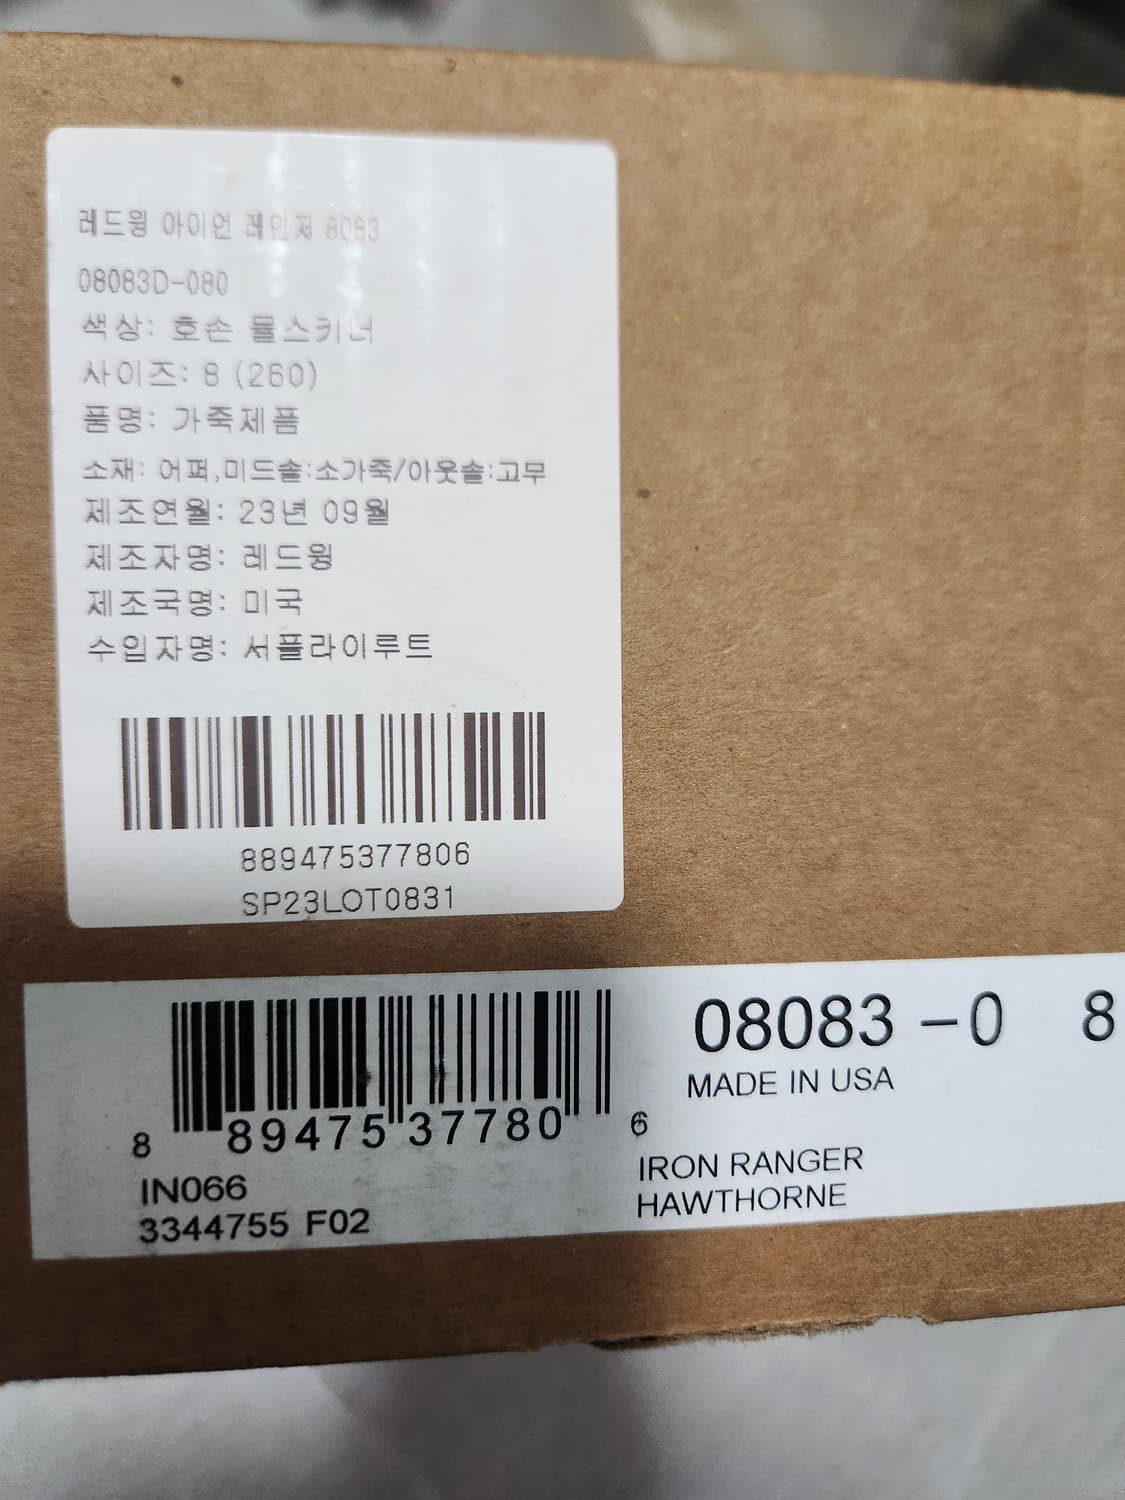 레드윙 아이언 레인저 8083
08083D-080
색상: 호손 뮬스키너
사이즈: 8 (260)
품명: 가죽제품
소재: 어퍼,미드솔:소가죽/아웃솔:고무
제조연월: 23년 09월
제조자명: 레드윙
제조국명: 미국
수입자명: 서플라이루트
889475377806
SP23LOT0831
08083 -0 8
MADE IN USA
8 89475 37780 6
IRON RANGER
HAWTHORNE
IN066
3344755 F02